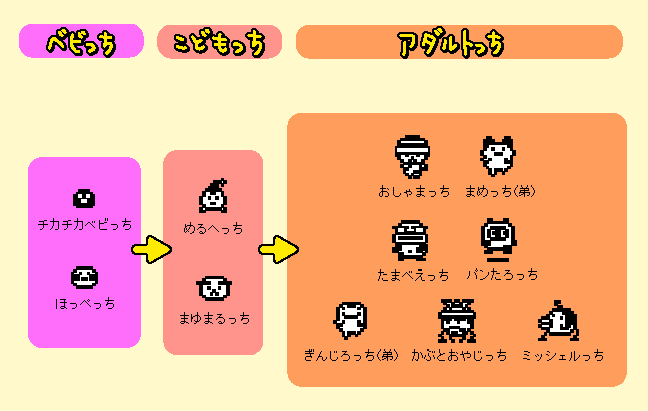 ベビっち こどもっち アダルトっち
おしゃまっち まめっち(弟)
チカチカベビっち めるへっち
たまべえっち パンたろっち
ほっぺっち まゆまるっち
ぎんじろっち(弟) かぶとおやじっち ミッシェルっち